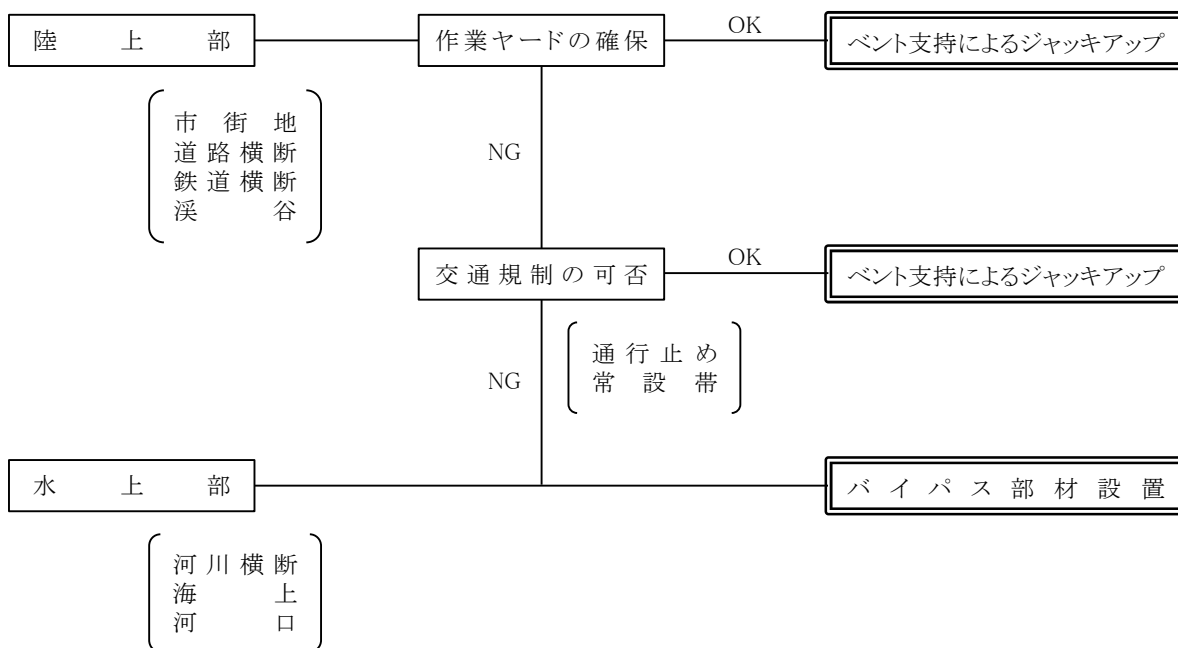 陸上部
作業ヤードの確保
OK
ベント支持によるジャッキアップ
市街地
道路横断
鉄道横断
渓谷
NG
交通規制の可否
OK
ベント支持によるジャッキアップ
通行止め
常設帯
NG
水上部
バイパス部材設置
河川横断
海上
河口